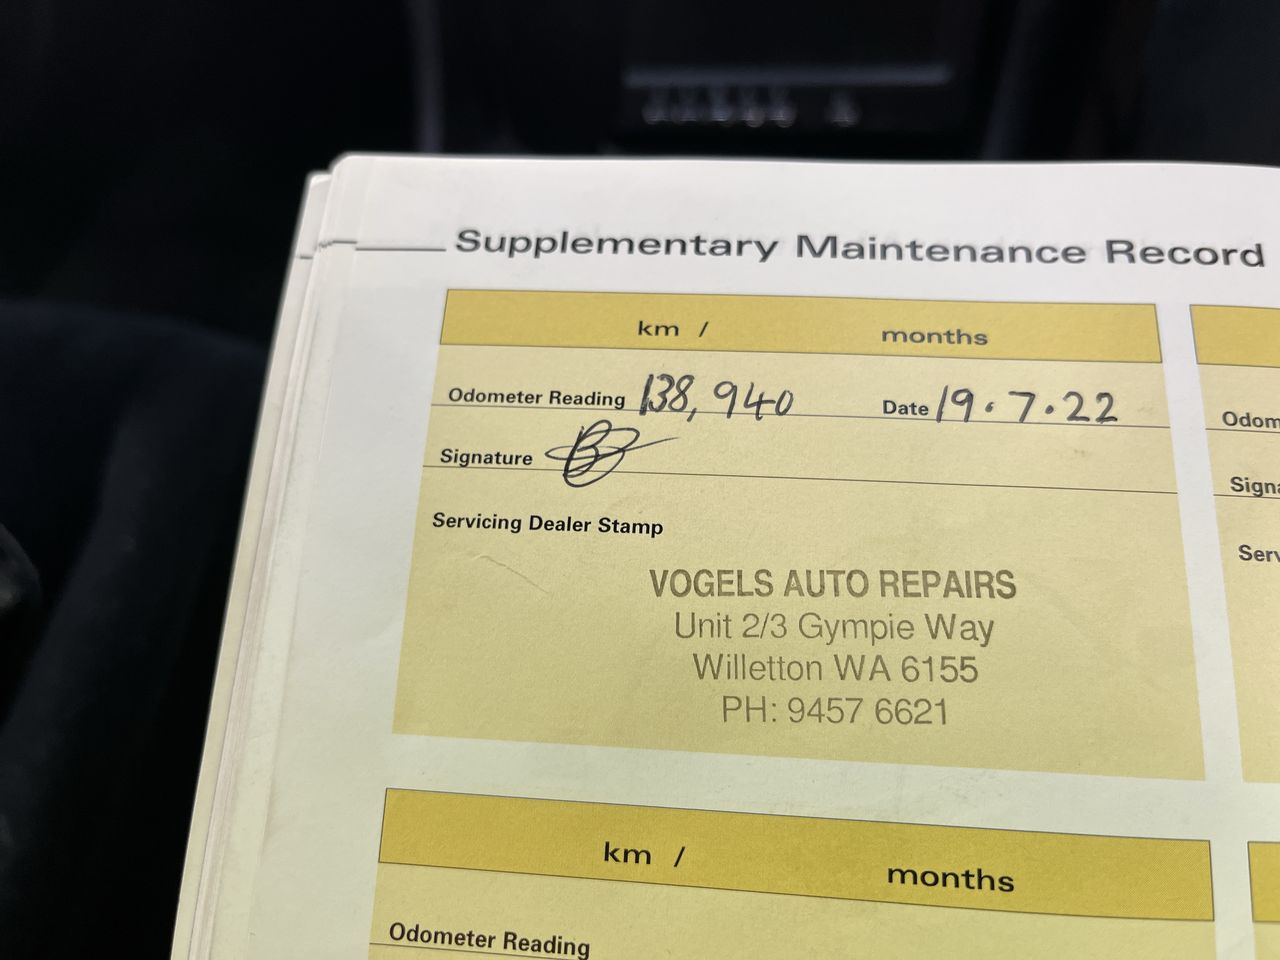 Supplementary Maintenance Record
km / months
Odometer Reading 138,940 Date 19.7.22
Signature
Servicing Dealer Stamp
VOGELS AUTO REPAIRS
Unit 2/3 Gympie Way
Willetton WA 6155
PH: 9457 6621
km / months
Odometer Reading